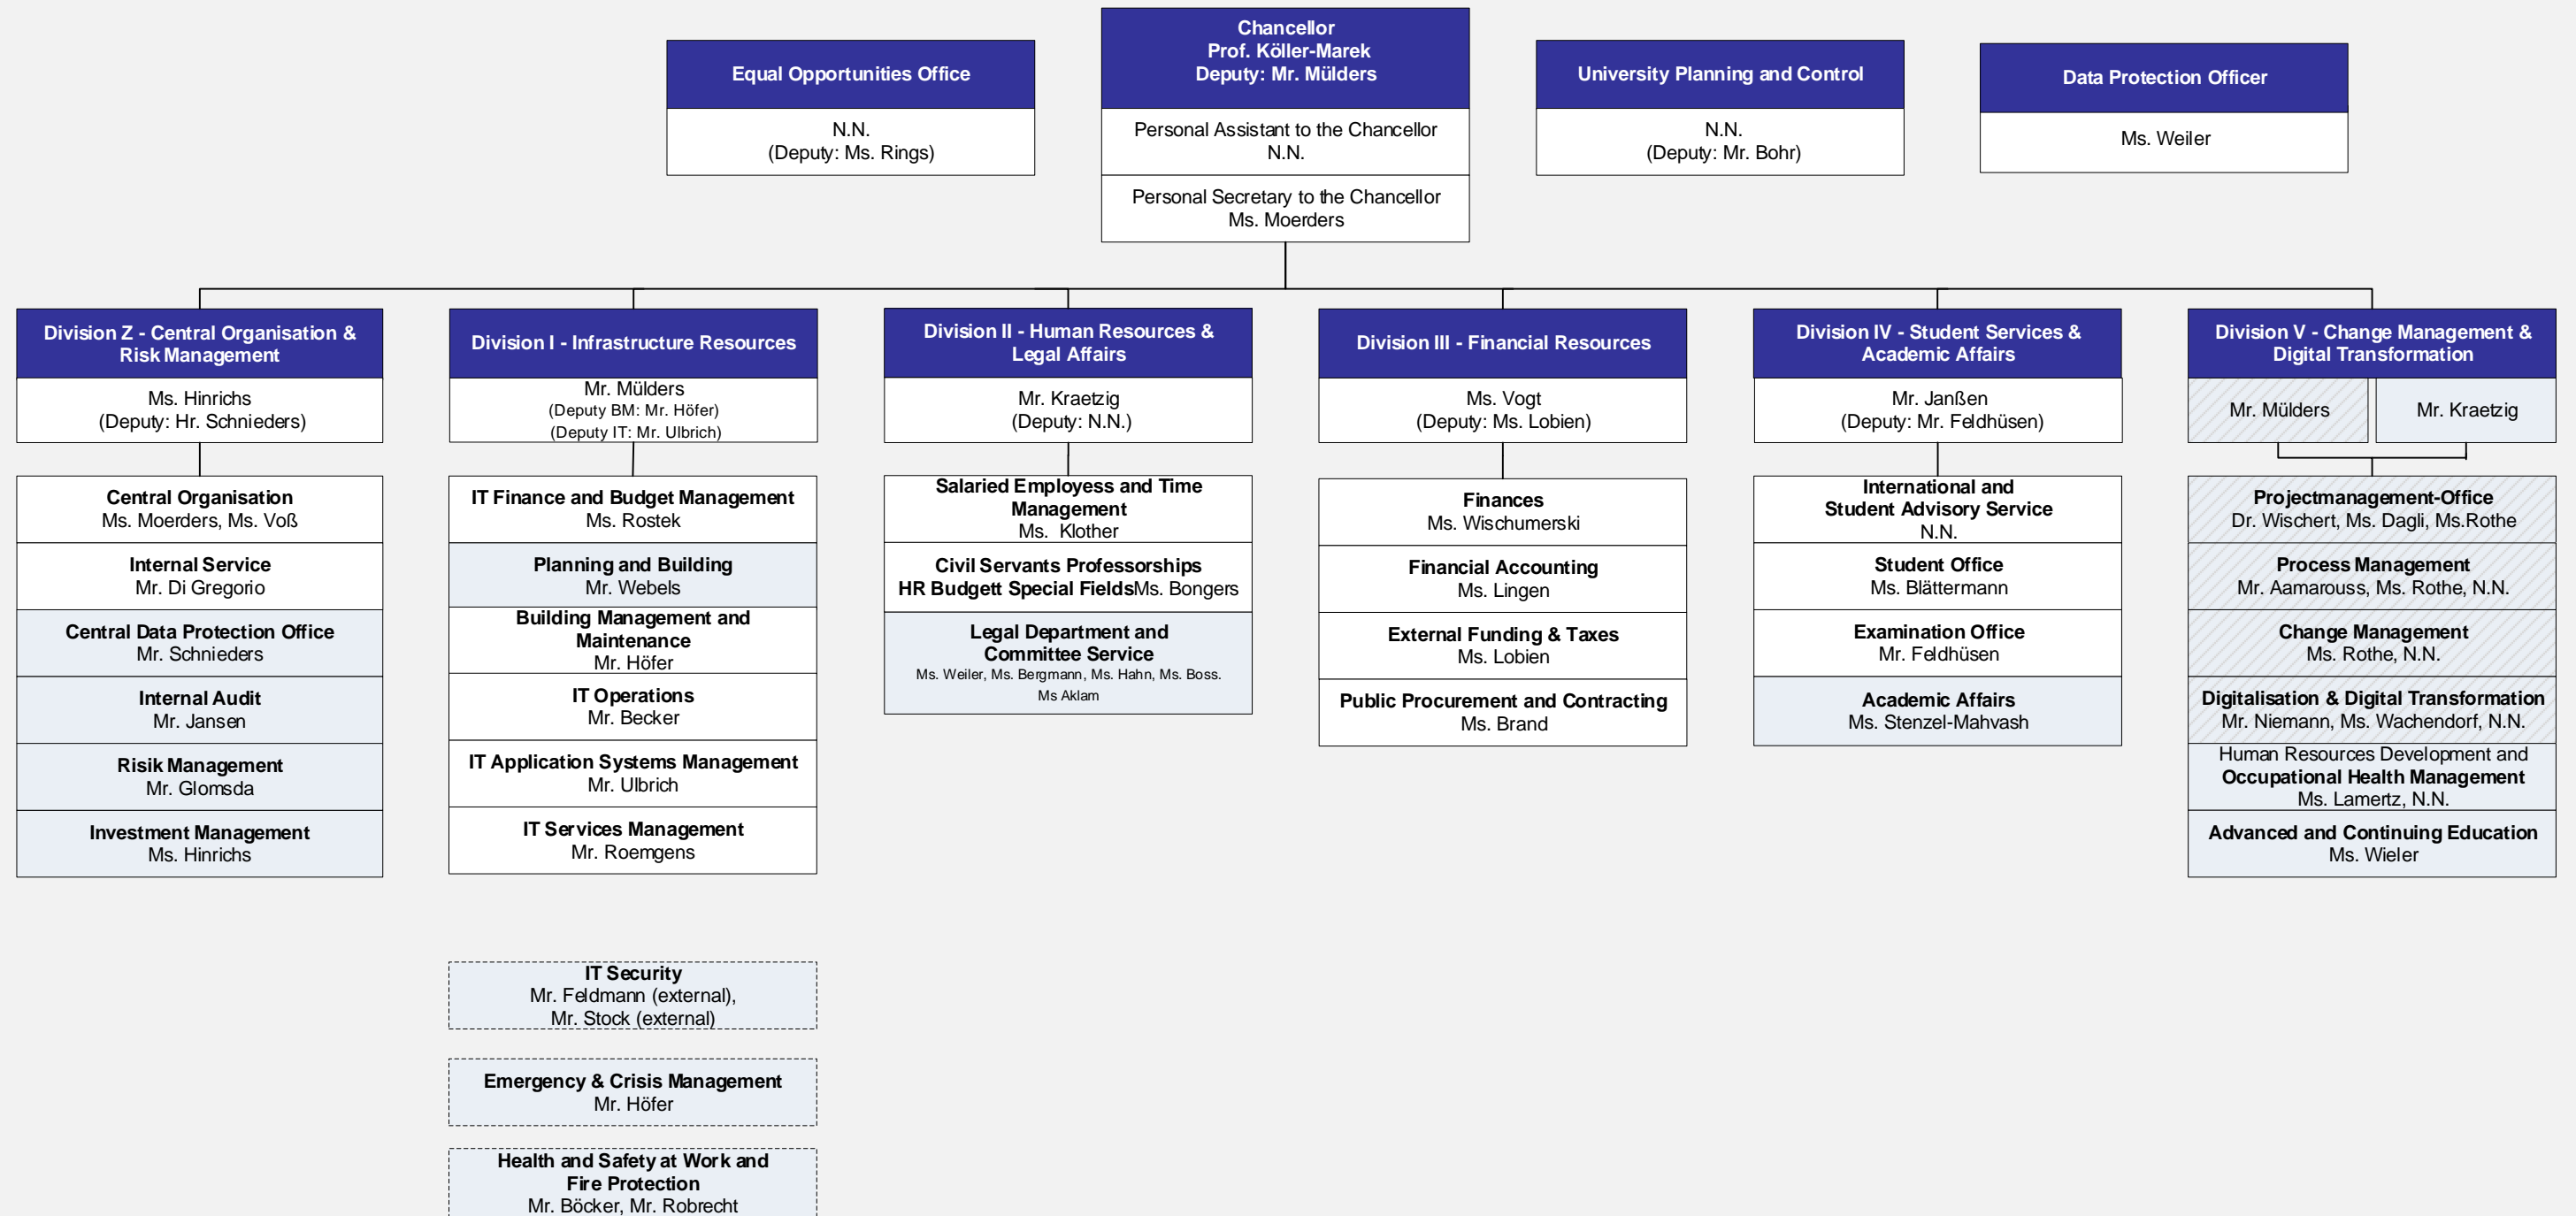 Equal Opportunities Office
N.N.
(Deputy: Ms. Rings)
Chancellor
Prof. Köller-Marek
Deputy: Mr. Mülders
Personal Assistant to the Chancellor
N.N.
Personal Secretary to the Chancellor
Ms. Moerders
University Planning and Control
N.N.
(Deputy: Mr. Bohr)
Data Protection Officer
Ms. Weiler
Division Z - Central Organisation &
Risk Management
Ms. Hinrichs
(Deputy: Hr. Schnieders)
Central Organisation
Ms. Moerders, Ms. Voß
Internal Service
Mr. Di Gregorio
Central Data Protection Office
Mr. Schnieders
Internal Audit
Mr. Jansen
Risik Management
Mr. Glomsda
Investment Management
Ms. Hinrichs
Division I - Infrastructure Resources
Mr. Mülders
(Deputy BM: Mr. Höfer)
(Deputy IT: Mr. Ulbrich)
IT Finance and Budget Management
Ms. Rostek
Planning and Building
Mr. Webels
Building Management and
Maintenance
Mr. Höfer
IT Operations
Mr. Becker
IT Application Systems Management
Mr. Ulbrich
IT Services Management
Mr. Roemgens
IT Security
Mr. Feldmann (external),
Mr. Stock (external)
Emergency & Crisis Management
Mr. Höfer
Health and Safety at Work and
Fire Protection
Mr. Böcker, Mr. Robrecht
Division II - Human Resources &
Legal Affairs
Mr. Kraetzig
(Deputy: N.N.)
Salaried Employess and Time
Management
Ms. Klother
Civil Servants Professorships
HR Budgett Special FieldsMs. Bongers
Legal Department and
Committee Service
Ms. Weiler, Ms. Bergmann, Ms. Hahn, Ms. Boss.
Ms Aklam
Division III - Financial Resources
Ms. Vogt
(Deputy: Ms. Lobien)
Finances
Ms. Wischumerski
Financial Accounting
Ms. Lingen
External Funding & Taxes
Ms. Lobien
Public Procurement and Contracting
Ms. Brand
Division IV - Student Services &
Academic Affairs
Mr. Janßen
(Deputy: Mr. Feldhüsen)
International and
Student Advisory Service
N.N.
Student Office
Ms. Blättermann
Examination Office
Mr. Feldhüsen
Academic Affairs
Ms. Stenzel-Mahvash
Division V - Change Management &
Digital Transformation
Mr. Mülders
Mr. Kraetzig
Projectmanagement-Office
Dr. Wischert, Ms. Dagli, Ms.Rothe
Process Management
Mr. Aamarouss, Ms. Rothe, N.N.
Change Management
Ms. Rothe, N.N.
Digitalisation & Digital Transformation
Mr. Niemann, Ms. Wachendorf, N.N.
Human Resources Development and
Occupational Health Management
Ms. Lamertz, N.N.
Advanced and Continuing Education
Ms. Wieler